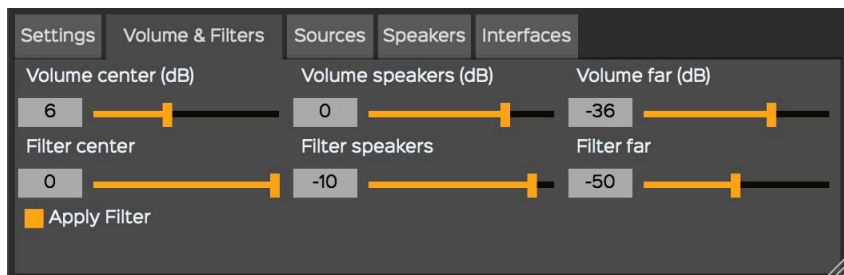 Settings Volume & Filters Sources Speakers Interfaces
Volume center (dB) Volume speakers (dB) Volume far (dB)
6 0 -36
Filter center Filter speakers Filter far
0 -10 -50
Apply Filter